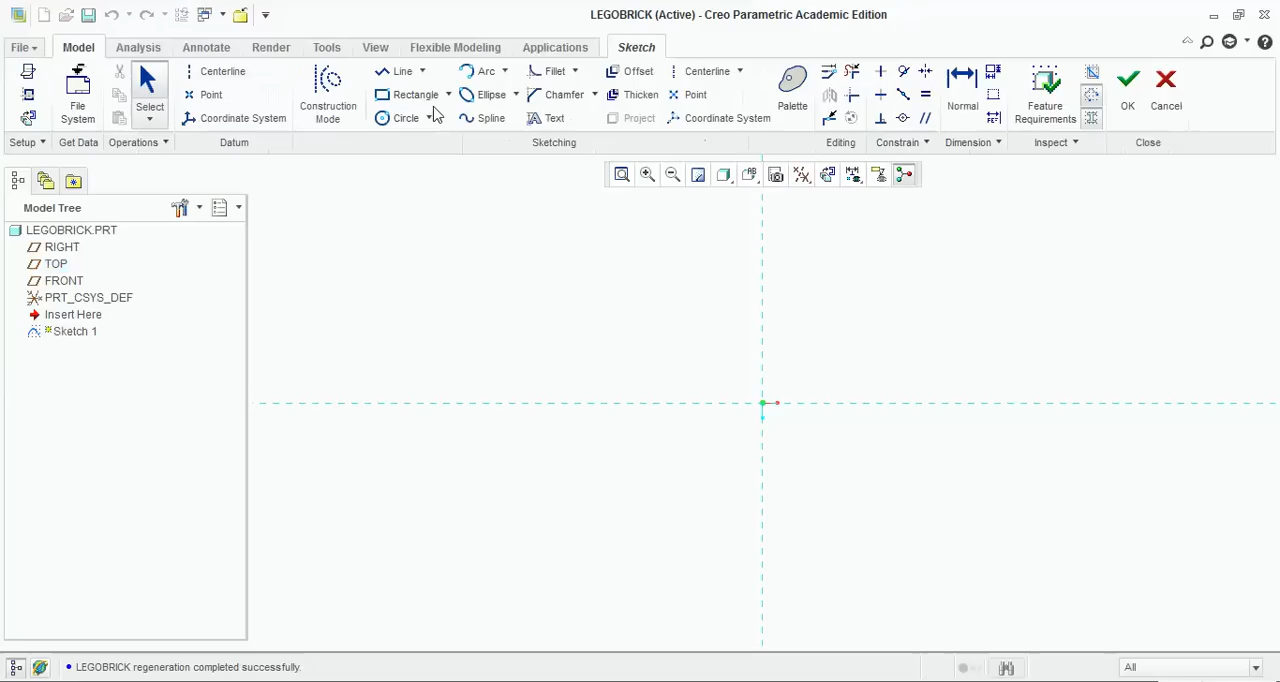 LEGOBRICK (Active) - Creo Parametric Academic Edition
File Model Analysis Annotate Render Tools View Flexible Modeling Applications Sketch
Centerline Line Arc Fillet Offset Centerline
Point Rectangle Ellipse Chamfer Thicken Point
Coordinate System Circle Spline Text Project Coordinate System
File System Select Construction Mode Palette Normal Feature Requirements OK Cancel
Setup Get Data Operations Datum Sketching Editing Constrain Dimension Inspect Close
Model Tree
LEGOBRICK.PRT
RIGHT
TOP
FRONT
PRT_CSYS_DEF
Insert Here
Sketch 1
LEGOBRICK regeneration completed successfully.
All